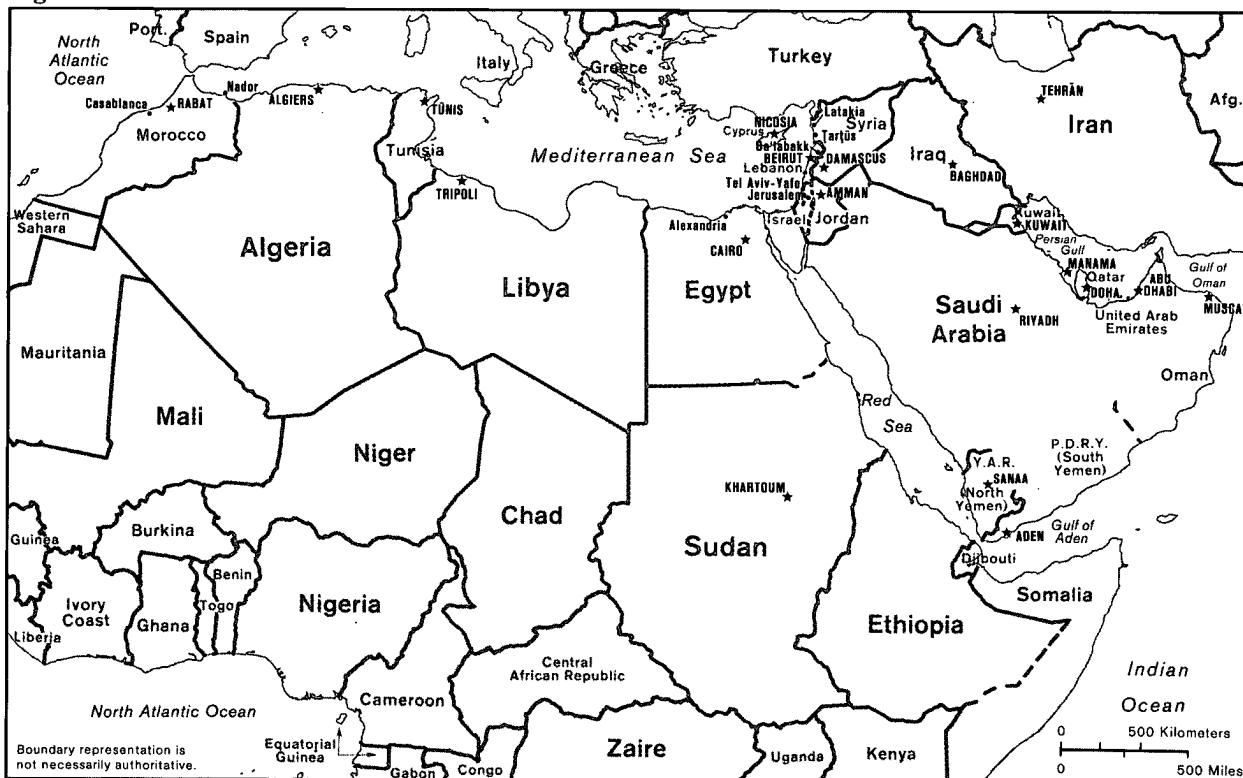 North
Atlantic
Ocean
Port.
Spain
Italy
Greece
Turkey
TEHRĀN
Iran
Afg.
Casablanca
RABAT
Nador
ALGIERS
TŪNIS
Morocco
Tunisia
Mediterranean Sea
NICOSIA
Cyprus
Latakia
Syria
Tarţūs
Ba'labakk
BEIRUT
Lebanon
DAMASCUS
Iraq
BAGHDAD
Tel Aviv-Yafo
Jerusalem
AMMAN
Israel
Jordan
TRIPOLI
Alexandria
CAIRO
Kuwait
KUWAIT
Persian
Gulf
MANAMA
Qatar
DOHA
ABU
DHABI
Gulf of
Oman
MUSCA
United Arab
Emirates
Western
Sahara
Algeria
Libya
Egypt
Saudi
Arabia
RIYADH
Oman
Mauritania
Mali
Niger
Chad
Sudan
KHARTOUM
Red
Sea
Y.A.R.
SANAA
(North
Yemen)
P.D.R.Y.
(South
Yemen)
ADEN
Gulf of
Aden
Djibouti
Somalia
Ethiopia
Guinea
Burkina
Benin
Ivory
Coast
Ghana
Togo
Liberia
Nigeria
Cameroon
Central
African Republic
North Atlantic Ocean
Equatorial
Guinea
Gabon
Congo
Zaire
Uganda
Kenya
Indian
Ocean
Boundary representation is
not necessarily authoritative.
0 500 Kilometers
0 500 Miles